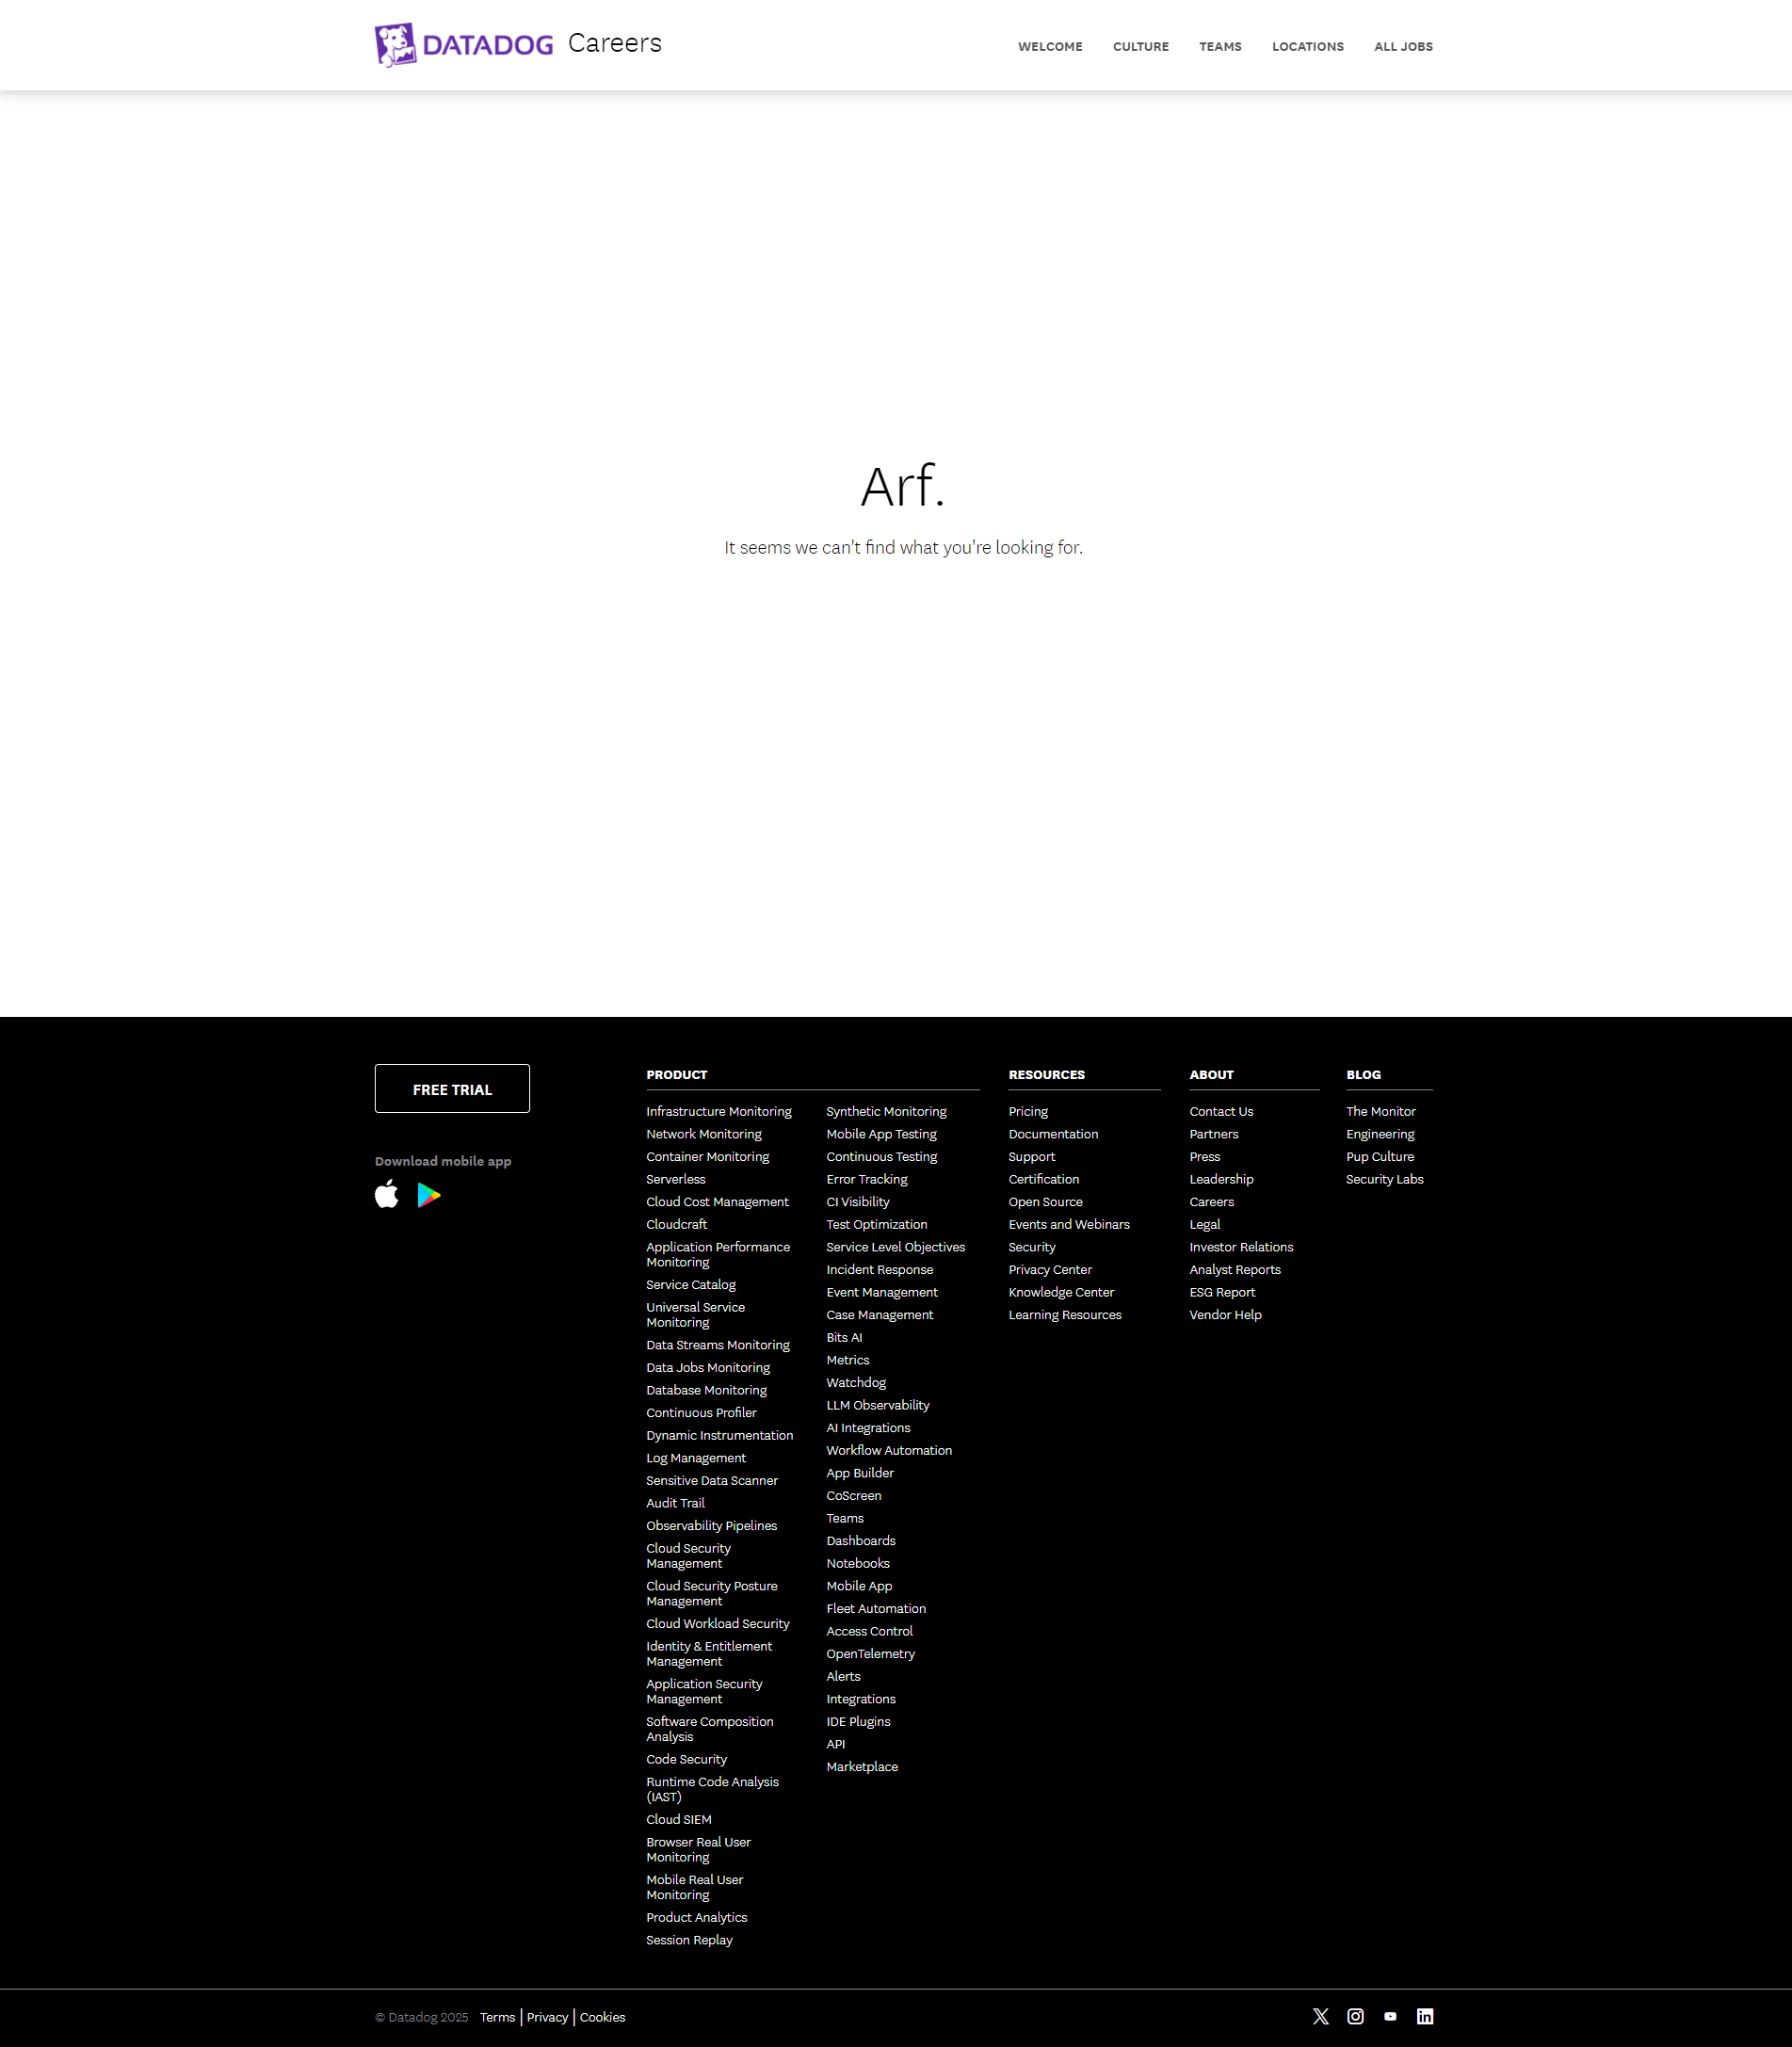 DATADOG Careers
WELCOME CULTURE TEAMS LOCATIONS ALL JOBS
Arf.
It seems we can't find what you're looking for.
FREE TRIAL
Download mobile app
PRODUCT
Infrastructure Monitoring
Network Monitoring
Container Monitoring
Serverless
Cloud Cost Management
Cloudcraft
Application Performance
Monitoring
Service Catalog
Universal Service
Monitoring
Data Streams Monitoring
Data Jobs Monitoring
Database Monitoring
Continuous Profiler
Dynamic Instrumentation
Log Management
Sensitive Data Scanner
Audit Trail
Observability Pipelines
Cloud Security
Management
Cloud Security Posture
Management
Cloud Workload Security
Identity & Entitlement
Management
Application Security
Management
Software Composition
Analysis
Code Security
Runtime Code Analysis
(IAST)
Cloud SIEM
Browser Real User
Monitoring
Mobile Real User
Monitoring
Product Analytics
Session Replay
Synthetic Monitoring
Mobile App Testing
Continuous Testing
Error Tracking
CI Visibility
Test Optimization
Service Level Objectives
Incident Response
Event Management
Case Management
Bits AI
Metrics
Watchdog
LLM Observability
AI Integrations
Workflow Automation
App Builder
CoScreen
Teams
Dashboards
Notebooks
Mobile App
Fleet Automation
Access Control
OpenTelemetry
Alerts
Integrations
IDE Plugins
API
Marketplace
RESOURCES
Pricing
Documentation
Support
Certification
Open Source
Events and Webinars
Security
Privacy Center
Knowledge Center
Learning Resources
ABOUT
Contact Us
Partners
Press
Leadership
Careers
Legal
Investor Relations
Analyst Reports
ESG Report
Vendor Help
BLOG
The Monitor
Engineering
Pup Culture
Security Labs
© Datadog 2025 Terms | Privacy | Cookies